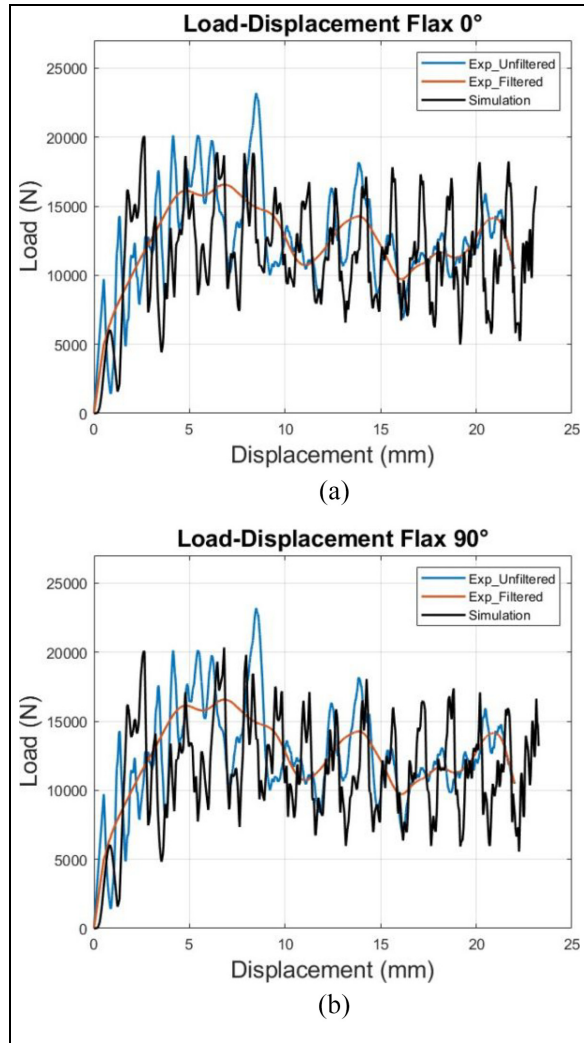 Load-Displacement Flax 0°
25000
20000
15000
10000
5000
0
Load (N)
Exp_Unfiltered
Exp_Filtered
Simulation
0 5 10 15 20 25
Displacement (mm)
(a)
Load-Displacement Flax 90°
25000
20000
15000
10000
5000
0
Load (N)
Exp_Unfiltered
Exp_Filtered
Simulation
0 5 10 15 20 25
Displacement (mm)
(b)